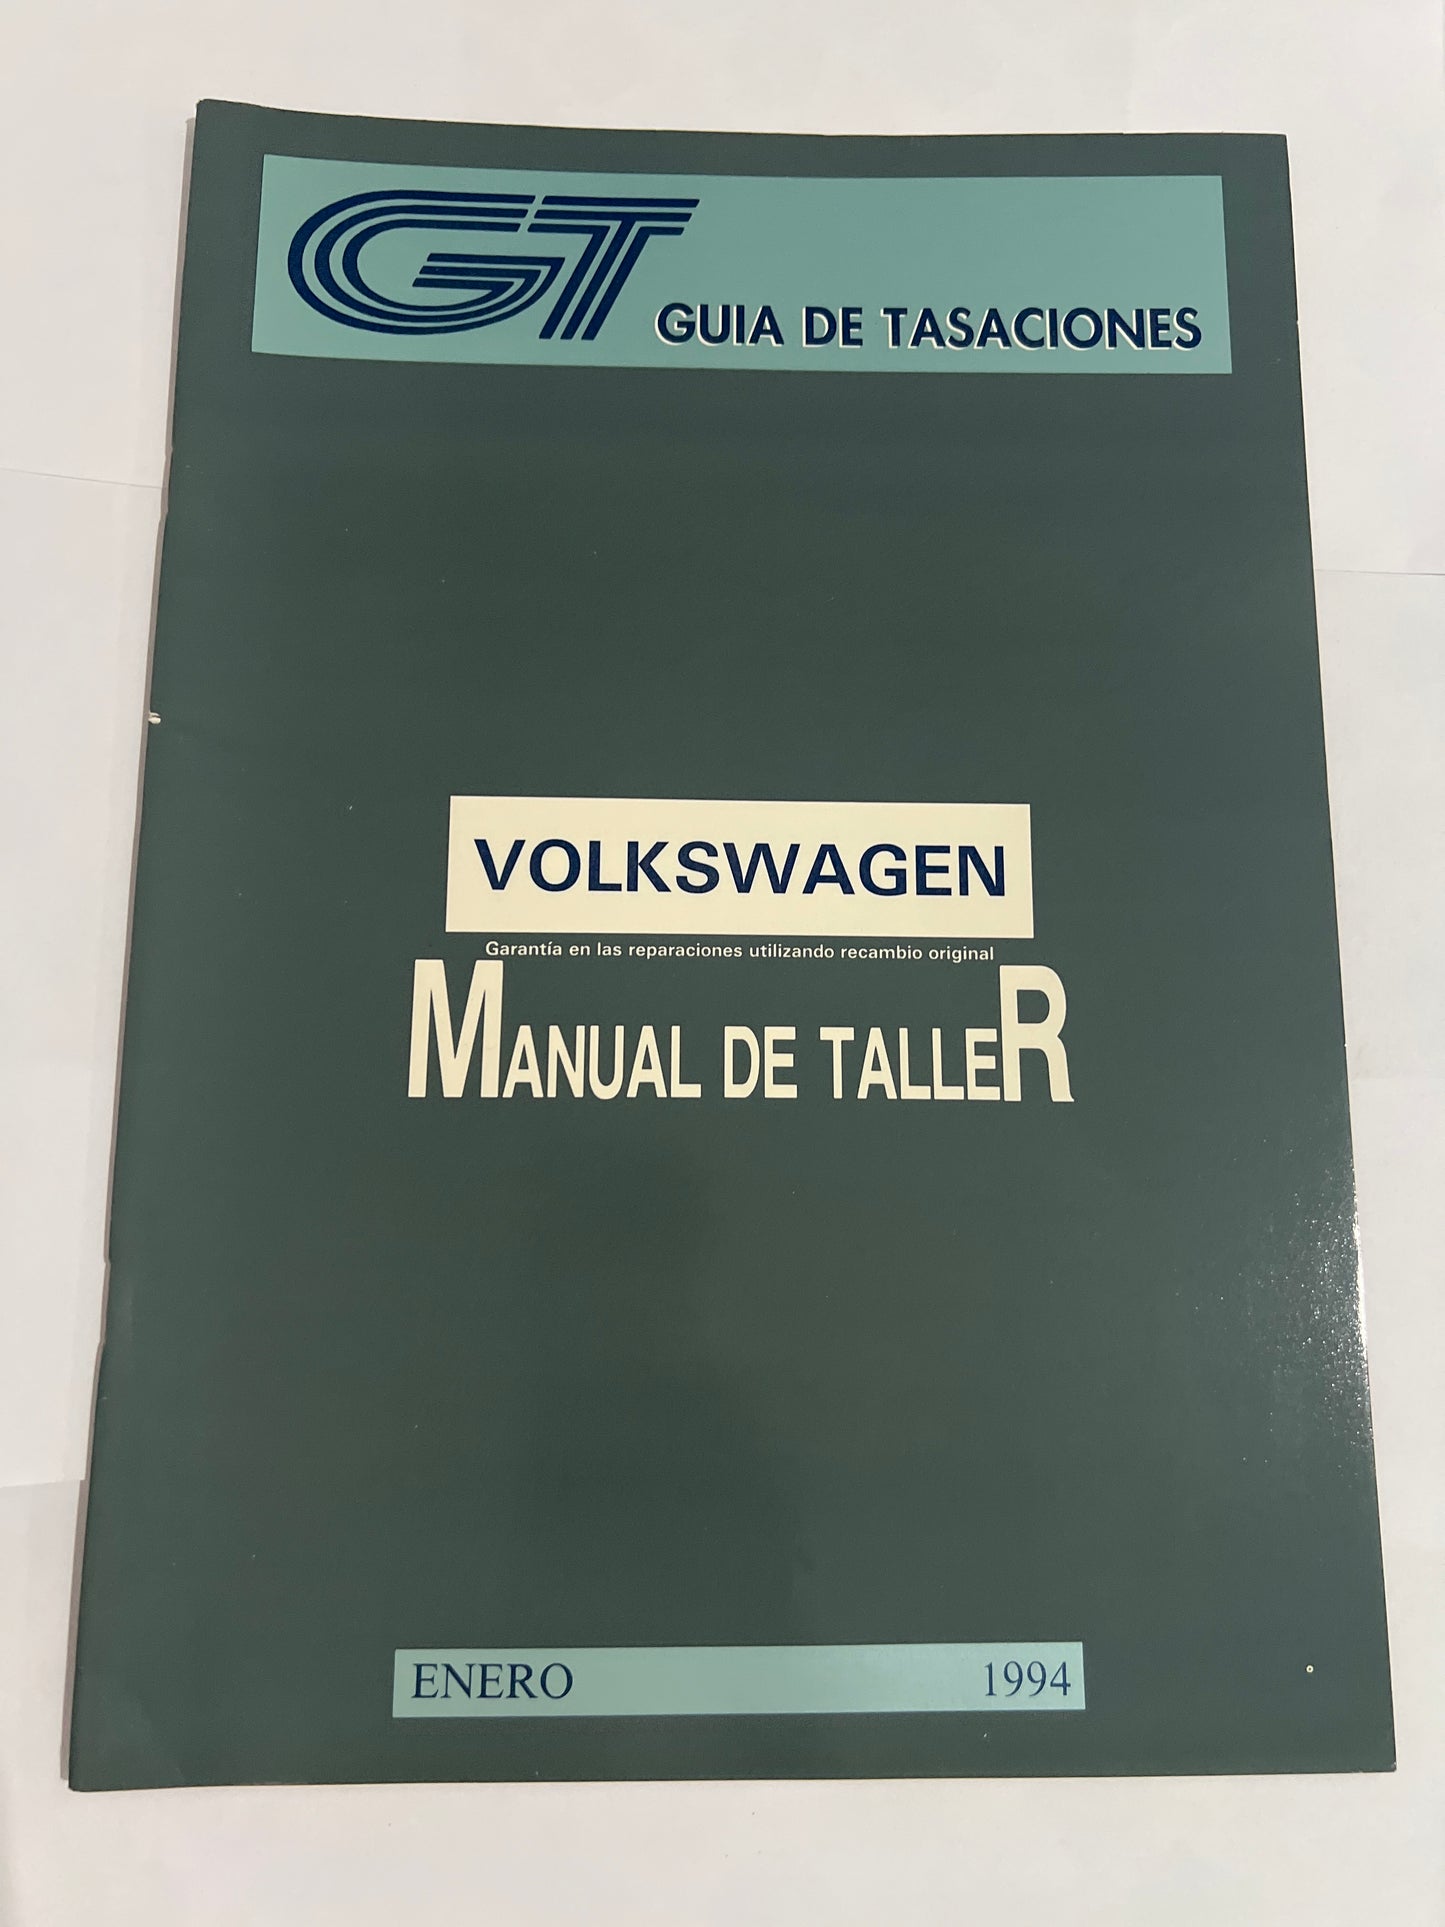 GT
GUIA DE TASACIONES
VOLKSWAGEN
Garantía en las reparaciones utilizando recambio original
MANUAL DE TALLER
ENERO 1994